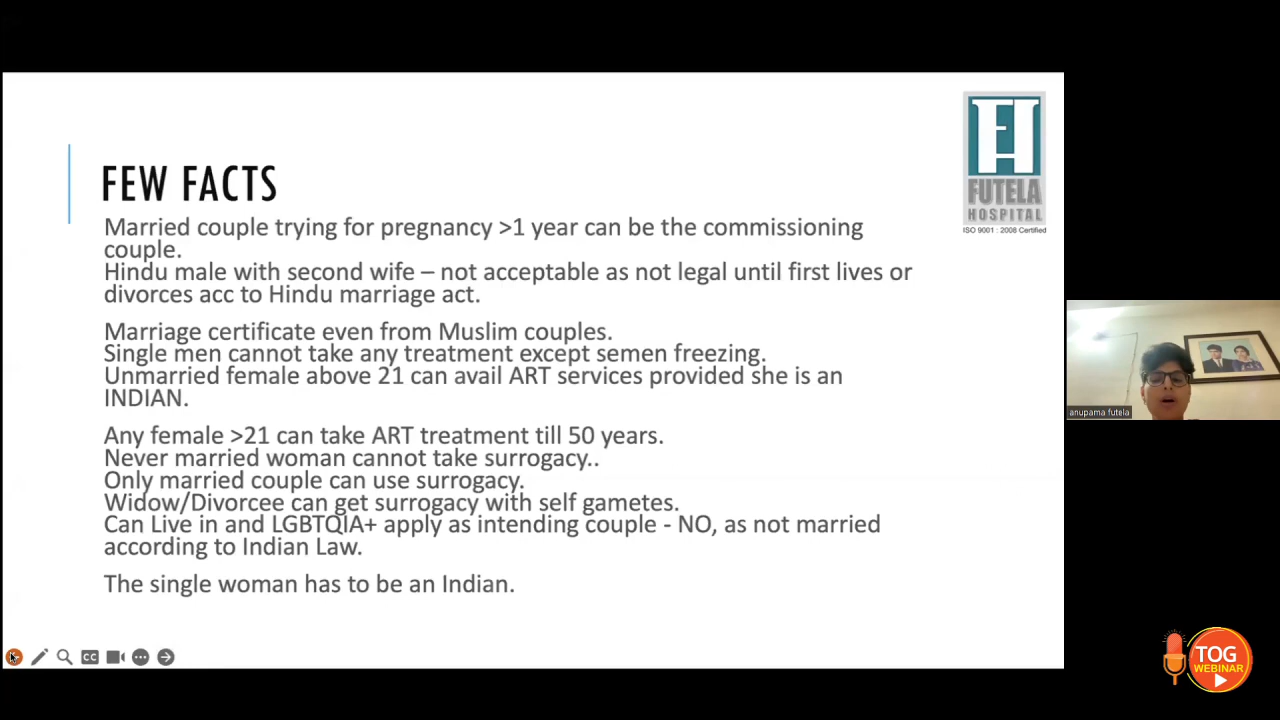 FEW FACTS
Married couple trying for pregnancy >1 year can be the commissioning
couple.
Hindu male with second wife – not acceptable as not legal until first lives or
divorces acc to Hindu marriage act.
Marriage certificate even from Muslim couples.
Single men cannot take any treatment except semen freezing.
Unmarried female above 21 can avail ART services provided she is an
INDIAN.
Any female >21 can take ART treatment till 50 years.
Never married woman cannot take surrogacy..
Only married couple can use surrogacy.
Widow/Divorcee can get surrogacy with self gametes.
Can Live in and LGBTQIA+ apply as intending couple - NO, as not married
according to Indian Law.
The single woman has to be an Indian.
FH
FUTELA
HOSPITAL
ISO 9001 : 2008 Certified
anupama futela
CC
TOG
WEBINAR